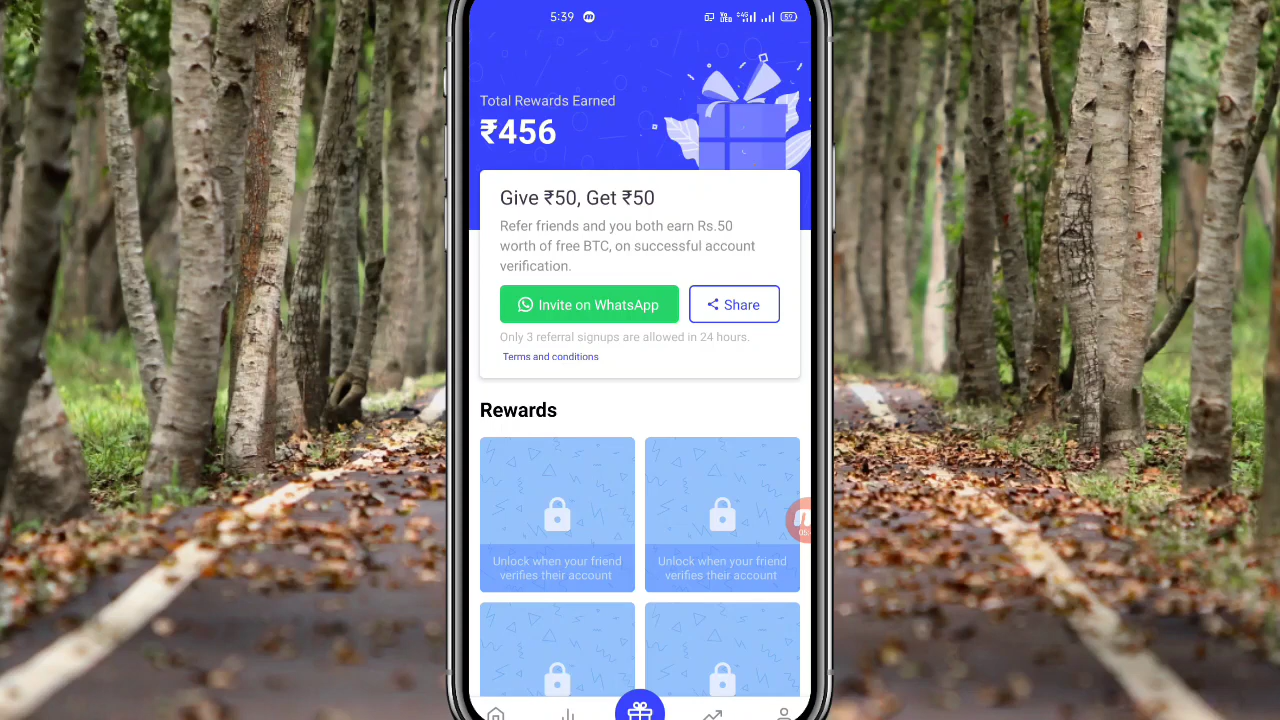 5:39
57
Total Rewards Earned
₹456
Give ₹50, Get ₹50
Refer friends and you both earn Rs.50
worth of free BTC, on successful account
verification.
Invite on WhatsApp
Share
Only 3 referral signups are allowed in 24 hours.
Terms and conditions
Rewards
Unlock when your friend
verifies their account
Unlock when your friend
verifies their account